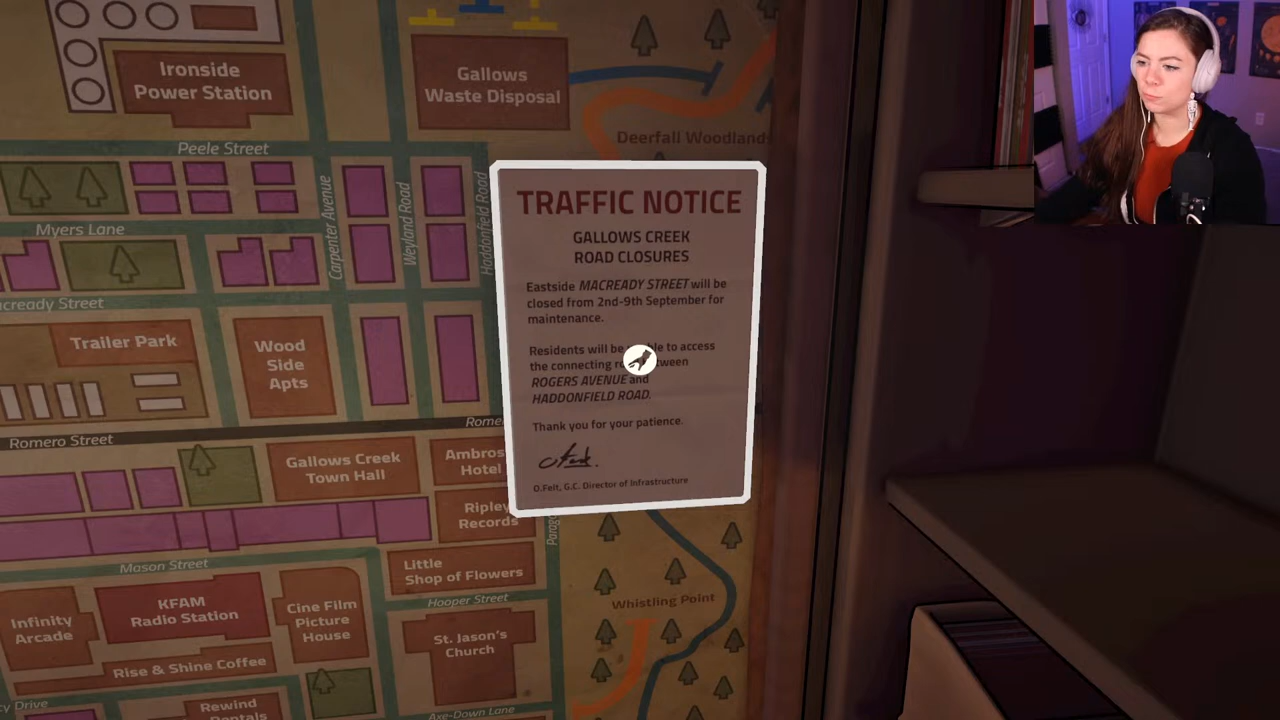 Ironside
Power Station
Gallows
Waste Disposal
Deerfall Woodlands
Peele Street
Myers Lane
Carpenter Avenue
Weyland Road
Haddonfield Road
Macready Street
Trailer Park
Wood
Side
Apts
Romero Street
Gallows Creek
Town Hall
Ripley
Records
Little
Shop of Flowers
Mason Street
Hooper Street
KFAM
Radio Station
Infinity
Arcade
Cine Film
Picture
House
St. Jason's
Church
Rise & Shine Coffee
Whistling Point
Drive
Rewind
Axe-Down Lane
TRAFFIC NOTICE
GALLOWS CREEK
ROAD CLOSURES
Eastside MACREADY STREET will be
closed from 2nd-9th September for
maintenance.
Residents will be to access
the connecting
ROGERS AVENUE and
HADDONFIELD ROAD.
Thank you for your patience.
O.Felt, G.C. Director of Infrastructure